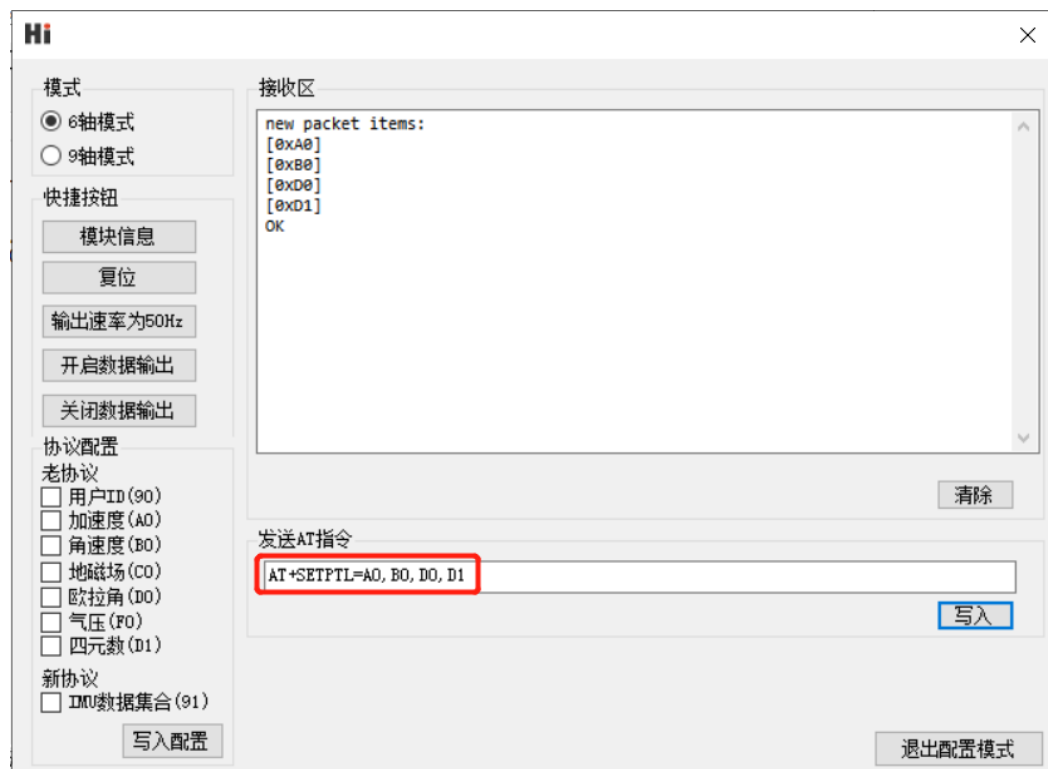 Hi
模式
6轴模式
9轴模式
快捷按钮
模块信息
复位
输出速率为50Hz
开启数据输出
关闭数据输出
协议配置
老协议
用户ID(90)
加速度(A0)
角速度(B0)
地磁场(C0)
欧拉角(D0)
气压(F0)
四元数(D1)
新协议
IMU数据集合(91)
写入配置
接收区
new packet items:
[0xA0]
[0xB0]
[0xD0]
[0xD1]
OK
清除
发送AT指令
AT+SETPTL=A0,B0,D0,D1
写入
退出配置模式